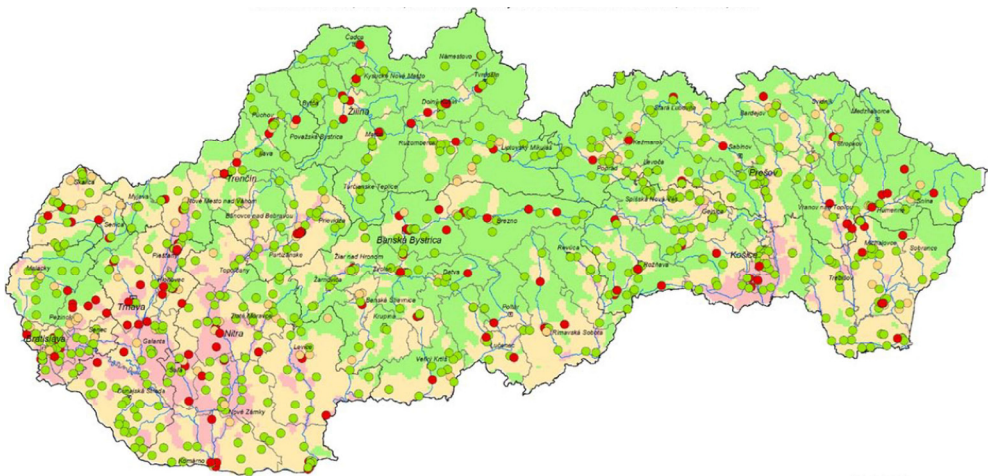 Čadca
Námestovo
Kysucké Nové Mesto
Tvrdošín
Bytča
Žilina
Púchov
Považská Bystrica
Martin
Ružomberok
Liptovský Mikuláš
Ilava
Trenčín
Turčianske Teplice
Stará Ľubovňa
Bardejov
Svidník
Medzilaborce
Stropkov
Kežmarok
Sabinov
Poprad
Levoča
Prešov
Spišská Nová Ves
Gelnica
Vranov nad Topľou
Humenné
Snina
Skalica
Myjava
Nové Mesto nad Váhom
Bánovce nad Bebravou
Prievidza
Senica
Banská Bystrica
Brezno
Partizánske
Žiar nad Hronom
Piešťany
Topoľčany
Žarnovica
Zvolen
Detva
Revúca
Rožňava
Košice
Michalovce
Sobrance
Trebišov
Malacky
Hlohovec
Banská Štiavnica
Krupina
Poltár
Trnava
Zlaté Moravce
Pezinok
Senec
Nitra
Rimavská Sobota
Bratislava
Galanta
Levice
Lučenec
Veľký Krtíš
Šaľa
Dunajská Streda
Nové Zámky
Komárno